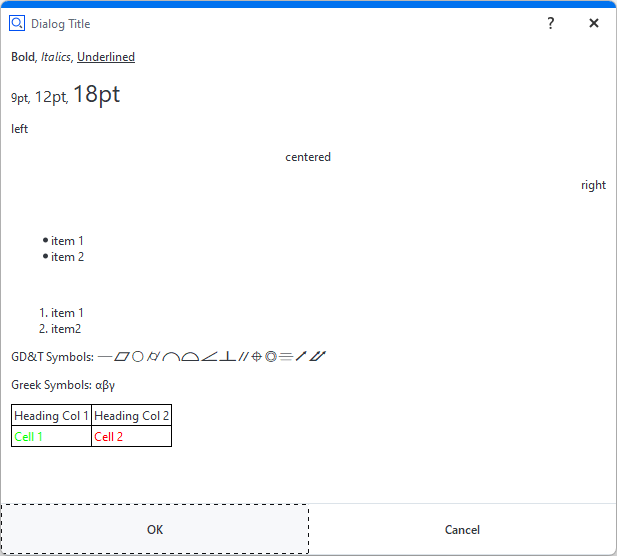 Dialog Title ? ✕
Bold, Italics, Underlined
9pt, 12pt, 18pt
left
centered
right
• item 1
• item 2
1. item 1
2. item2
GD&T Symbols: ⏤⏥○⌭⌒⌓∠⟂∥⌖◎⌯↗⌰
Greek Symbols: αβγ
Heading Col 1 Heading Col 2
Cell 1 Cell 2
OK Cancel